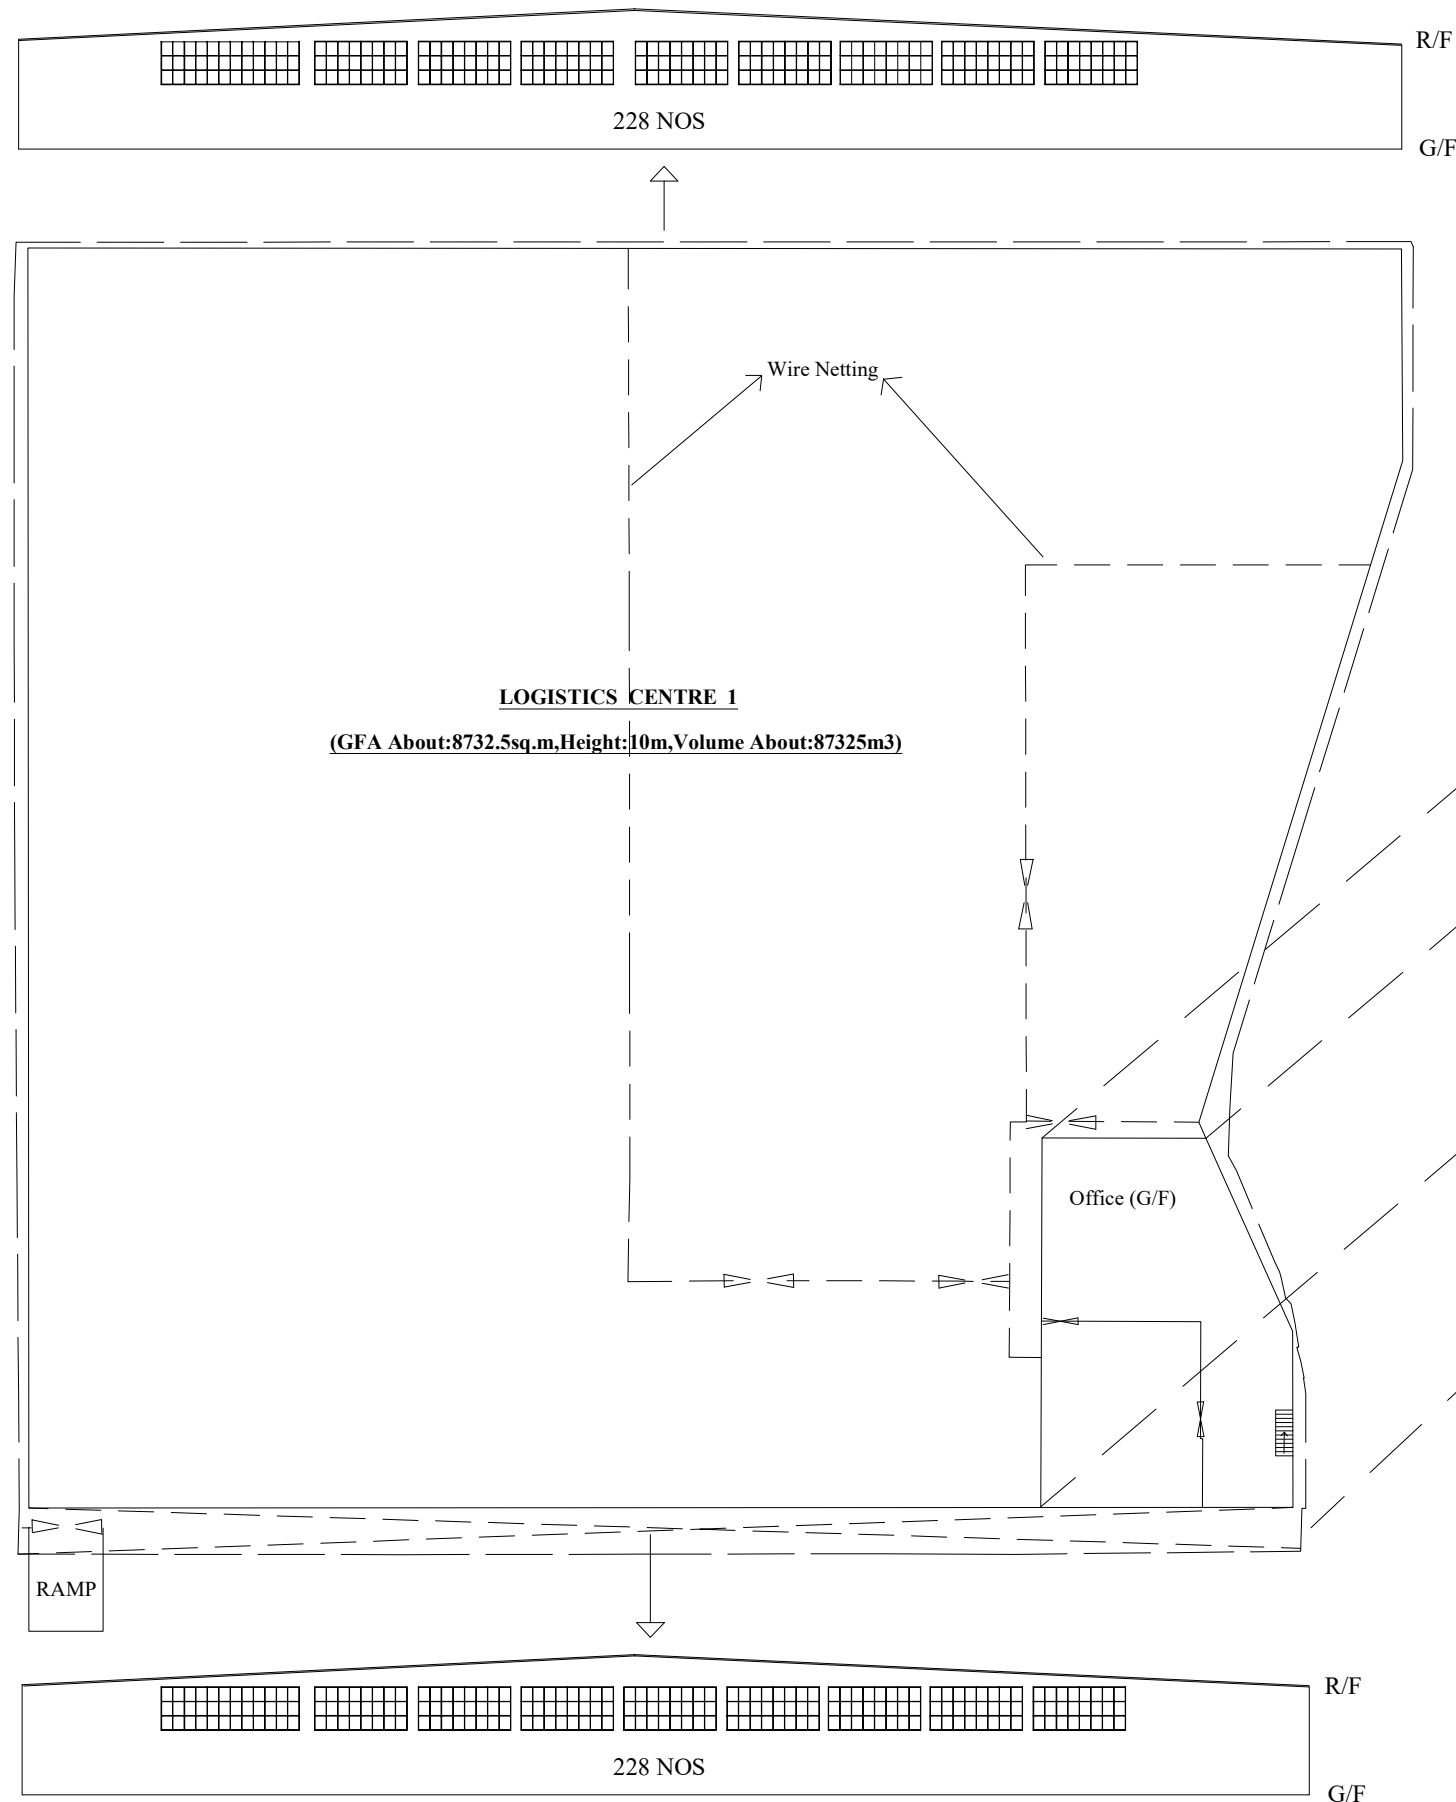 R/F
228 NOS
G/F
Wire Netting
LOGISTICS CENTRE 1
(GFA About:8732.5sq.m,Height:10m,Volume About:87325m3)
Office (G/F)
RAMP
R/F
228 NOS
G/F